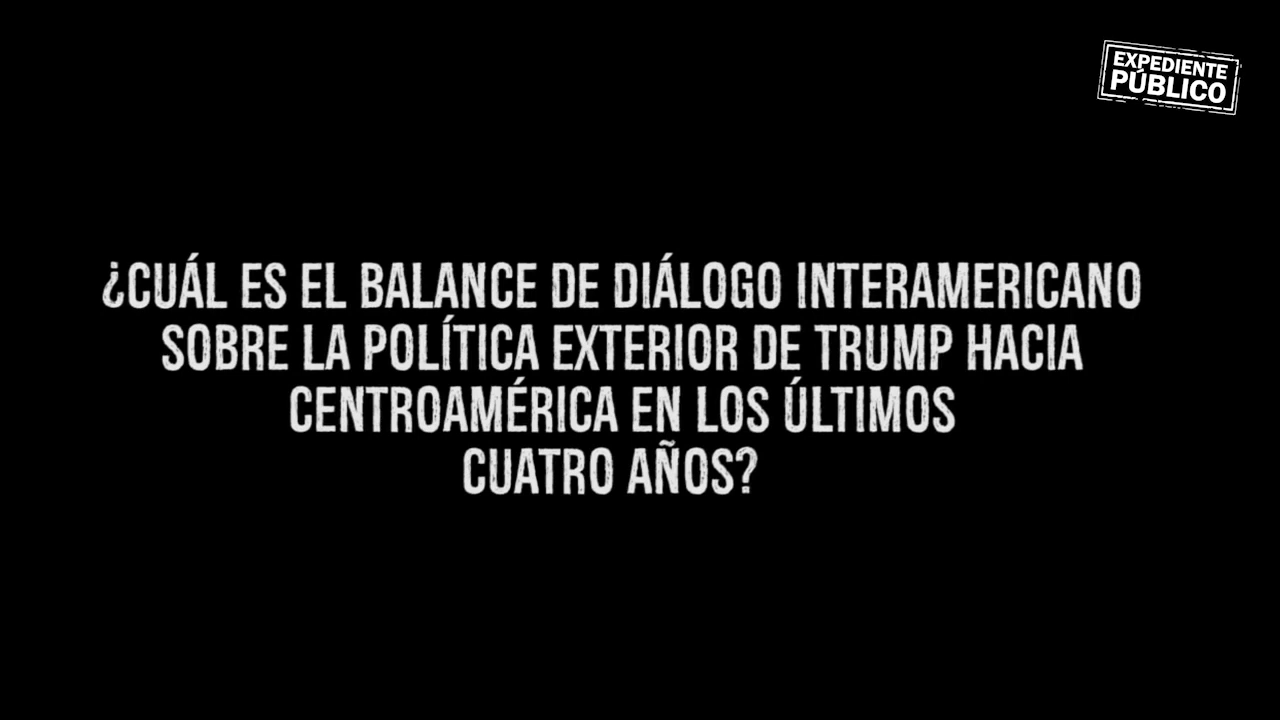 EXPEDIENTE
PÚBLICO
¿CUÁL ES EL BALANCE DE DIÁLOGO INTERAMERICANO
SOBRE LA POLÍTICA EXTERIOR DE TRUMP HACIA
CENTROAMÉRICA EN LOS ÚLTIMOS
CUATRO AÑOS?